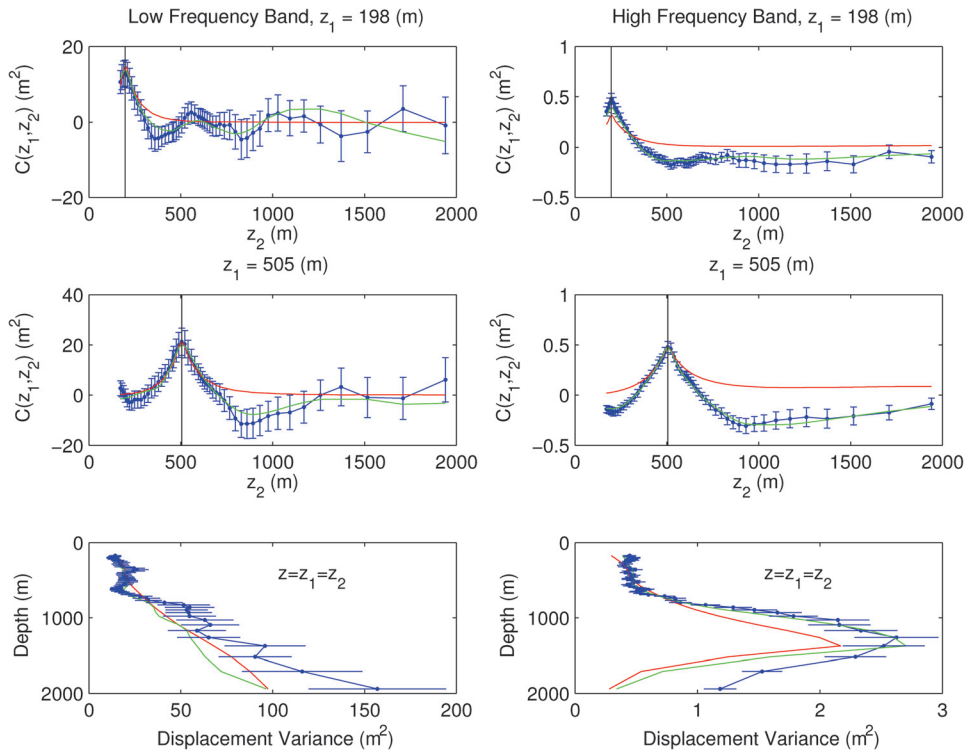 Low Frequency Band, z1 = 198 (m)
20
0
−20
C(z1,z2) (m2)
0 500 1000 1500 2000
z2 (m)
High Frequency Band, z1 = 198 (m)
1
0.5
0
−0.5
C(z1,z2) (m2)
0 500 1000 1500 2000
z2 (m)
z1 = 505 (m)
40
20
0
−20
C(z1,z2) (m2)
0 500 1000 1500 2000
z2 (m)
z1 = 505 (m)
1
0.5
0
−0.5
C(z1,z2) (m2)
0 500 1000 1500 2000
z2 (m)
0
1000
2000
Depth (m)
z=z1=z2
0 50 100 150 200
Displacement Variance (m2)
0
1000
2000
Depth (m)
z=z1=z2
0 1 2 3
Displacement Variance (m2)